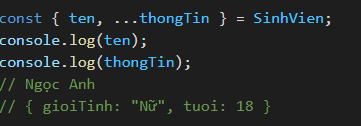 const { ten, ...thongTin } = SinhVien;
console.log(ten);
console.log(thongTin);
// Ngọc Anh
// { gioiTinh: "Nữ", tuoi: 18 }